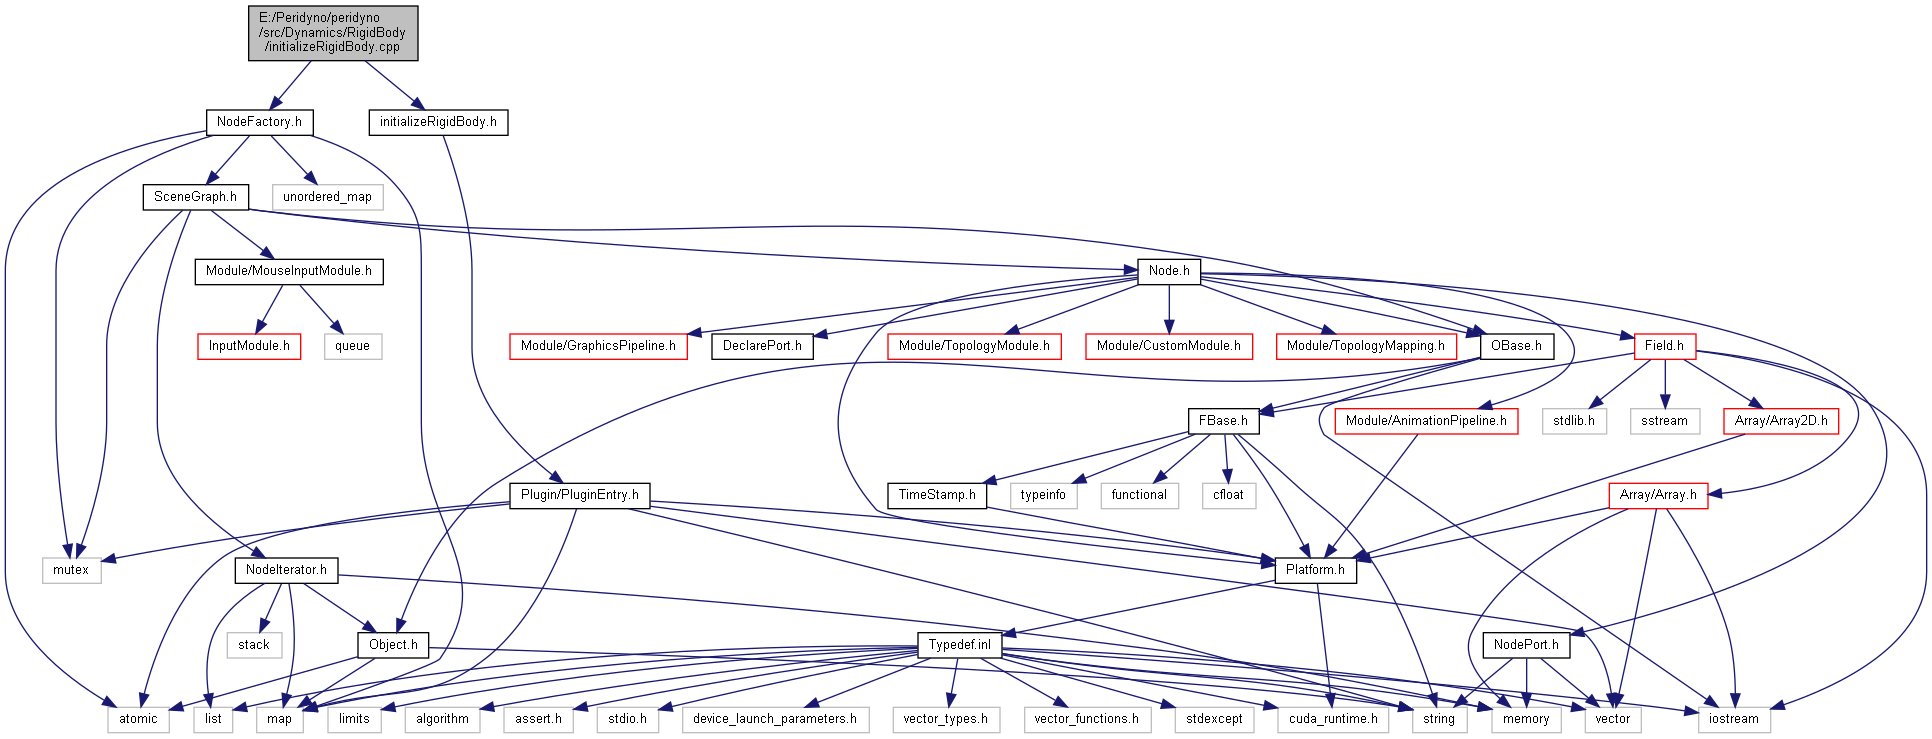 E:/Peridyno/peridyno
/src/Dynamics/RigidBody
/initializeRigidBody.cpp
NodeFactory.h
initializeRigidBody.h
SceneGraph.h
unordered_map
Module/MouseInputModule.h
Node.h
InputModule.h
queue
Module/GraphicsPipeline.h
DeclarePort.h
Module/TopologyModule.h
Module/CustomModule.h
Module/TopologyMapping.h
OBase.h
Field.h
FBase.h
Module/AnimationPipeline.h
stdlib.h
sstream
Array/Array2D.h
Plugin/PluginEntry.h
TimeStamp.h
typeinfo
functional
cfloat
Array/Array.h
mutex
NodeIterator.h
Platform.h
stack
Object.h
Typedef.inl
NodePort.h
atomic
list
map
limits
algorithm
assert.h
stdio.h
device_launch_parameters.h
vector_types.h
vector_functions.h
stdexcept
cuda_runtime.h
string
memory
vector
iostream